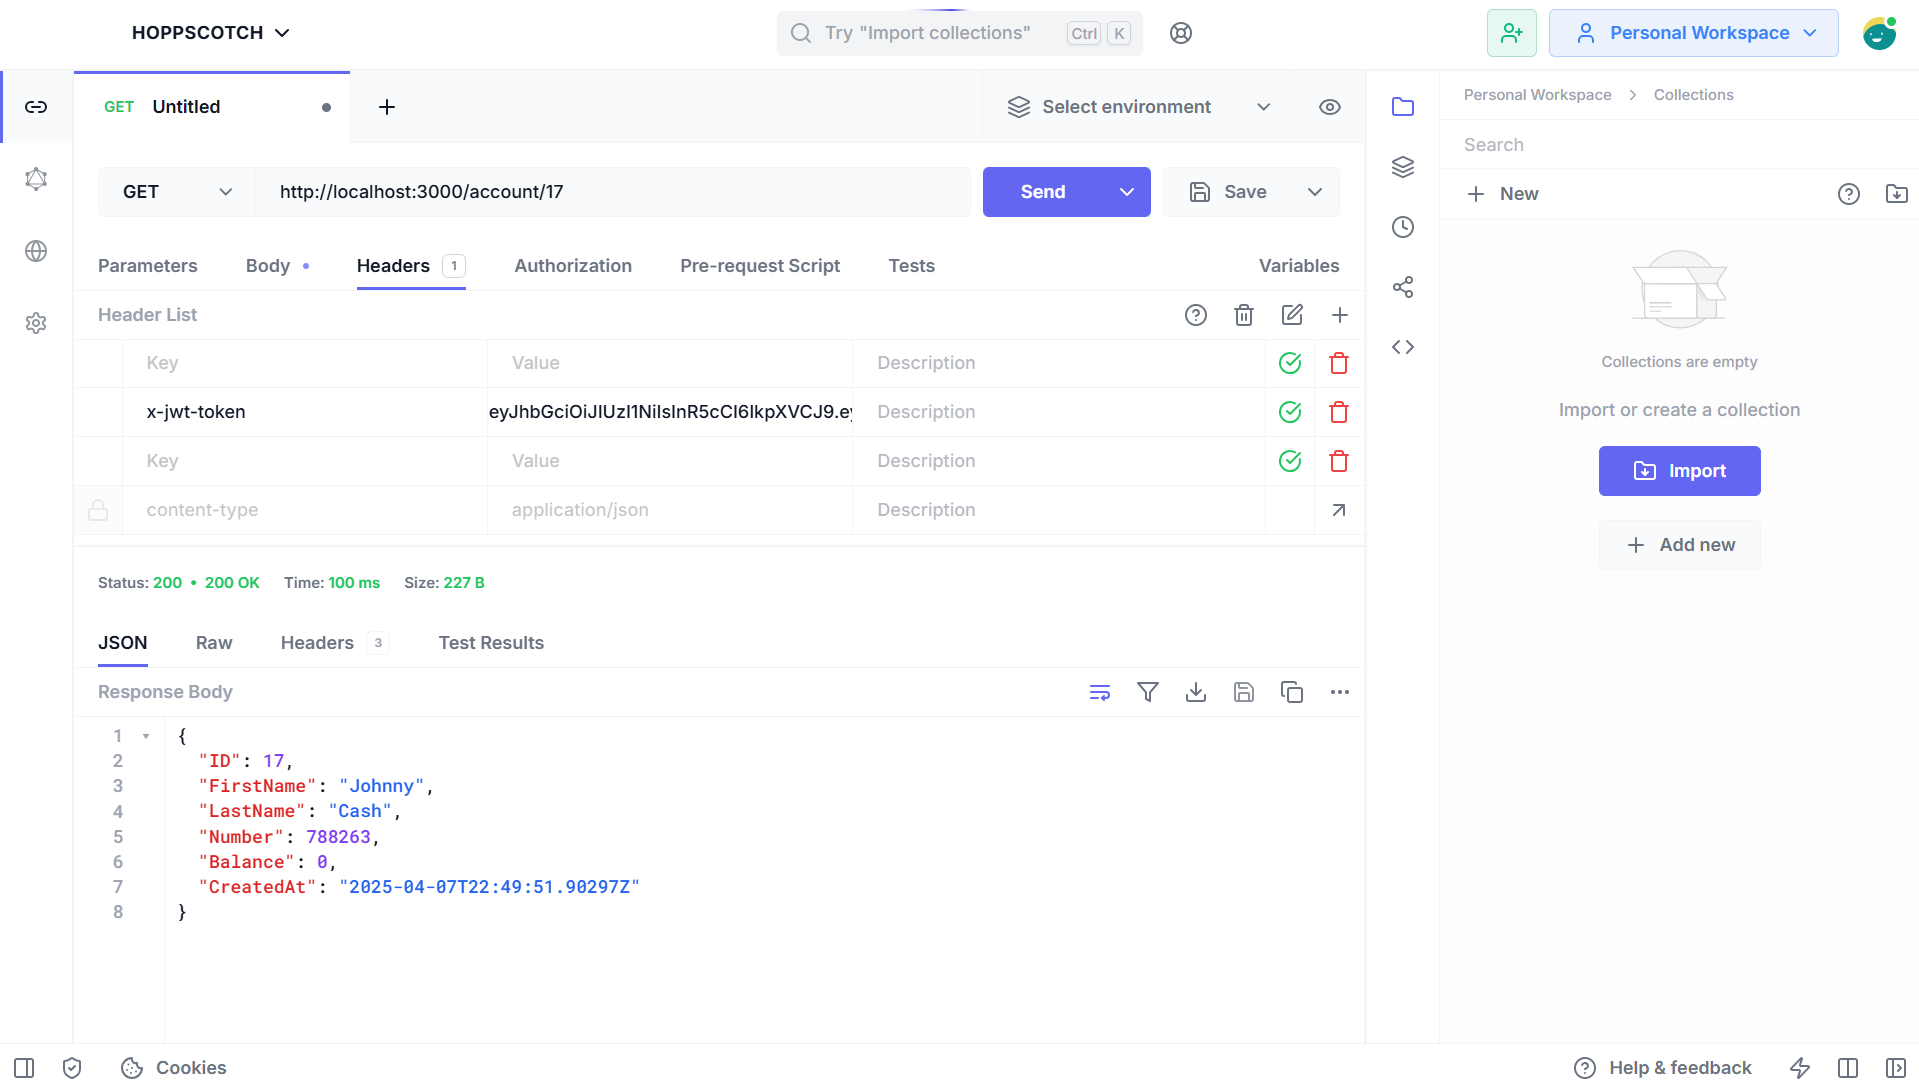 HOPPSCOTCH
Try "Import collections" Ctrl K
Personal Workspace
GET Untitled
Select environment
Personal Workspace > Collections
Search
GET http://localhost:3000/account/17 Send Save
+ New
Parameters Body • Headers 1 Authorization Pre-request Script Tests Variables
Header List
Key Value Description
Collections are empty
x-jwt-token Description
Import or create a collection
Key Value Description
Import
content-type application/json Description
Add new
Status: 200 • 200 OK Time: 100 ms Size: 227 B
JSON Raw Headers 3 Test Results
Response Body
1 {
2 "ID": 17,
3 "FirstName": "Johnny",
4 "LastName": "Cash",
5 "Number": 788263,
6 "Balance": 0,
7 "CreatedAt": "2025-04-07T22:49:51.90297Z"
8 }
Cookies
Help & feedback